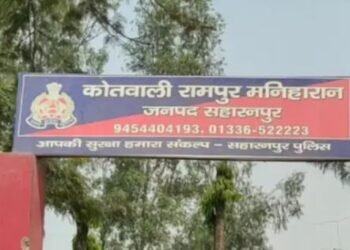 कोतवाली रामपुर मनिहारान
जनपद सहारनपुर
9454404193, 01336-522223
आपकी सुरक्षा हमारा संकल्प – सहारनपुर पुलिस